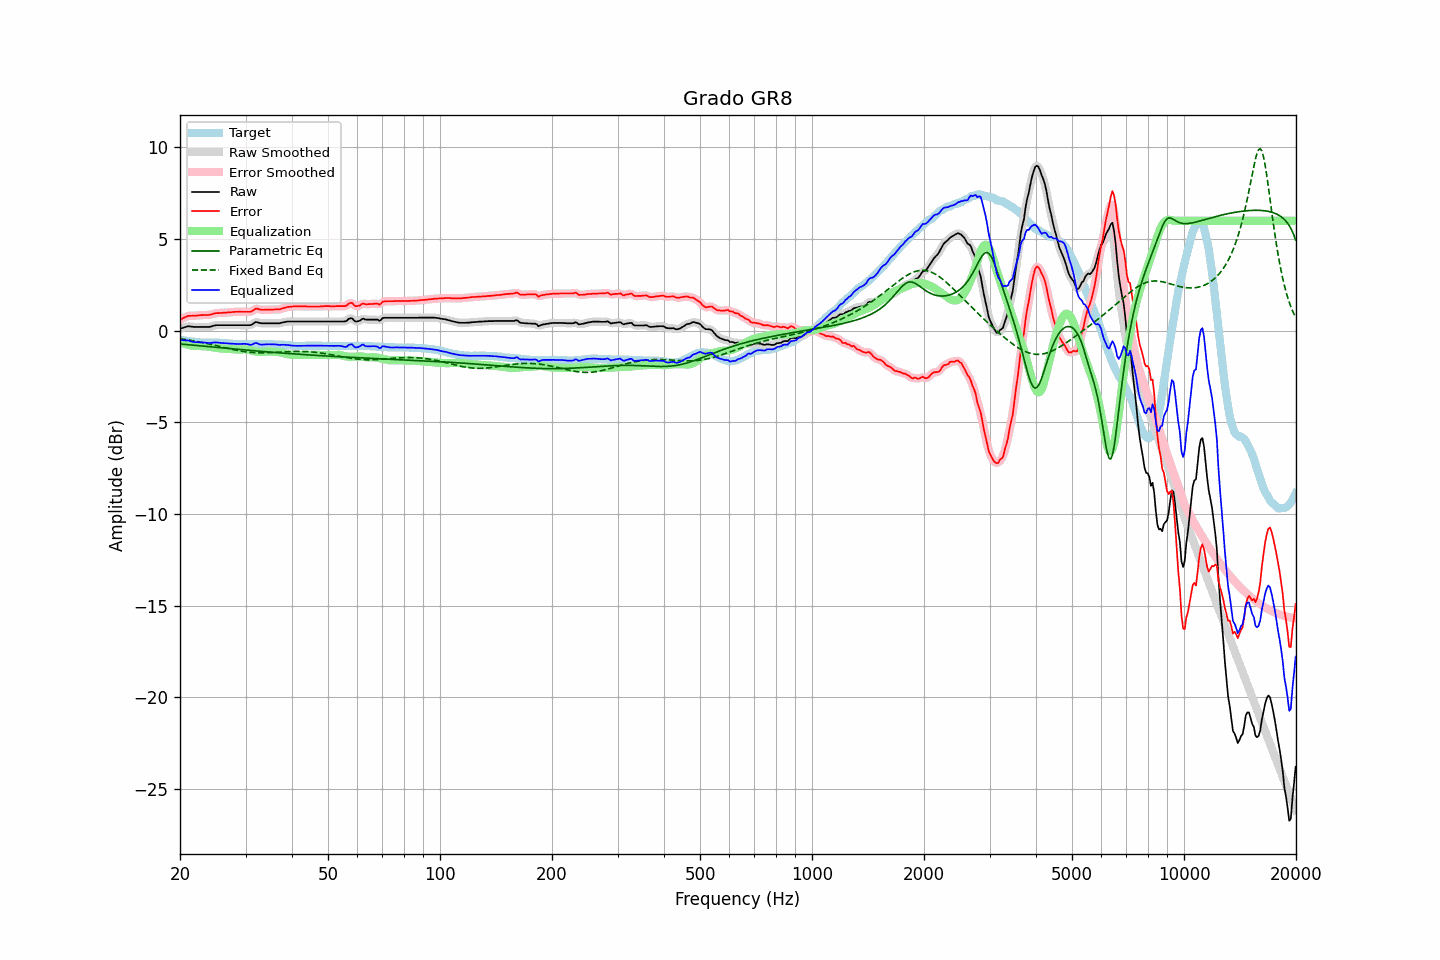 Grado GR8
Target
Raw Smoothed
Error Smoothed
Raw
Error
Equalization
Parametric Eq
Fixed Band Eq
Equalized
10
5
0
−5
−10
−15
−20
−25
Amplitude (dBr)
20
50
100
200
500
1000
2000
5000
10000
20000
Frequency (Hz)